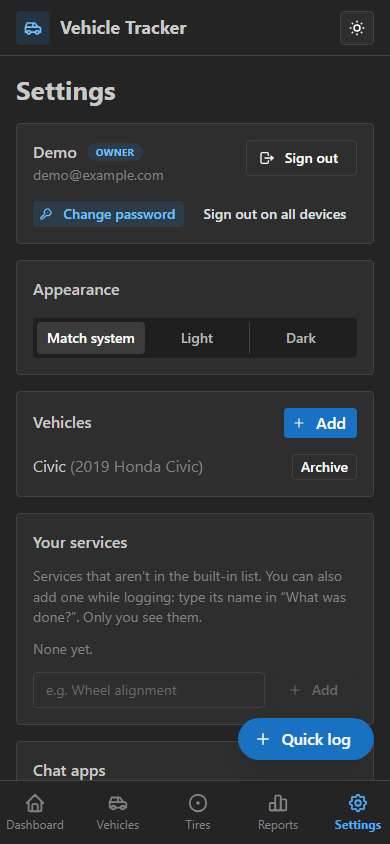 Vehicle Tracker
Settings
Demo OWNER
demo@example.com
Sign out
Change password
Sign out on all devices
Appearance
Match system
Light
Dark
Vehicles
Add
Civic (2019 Honda Civic)
Archive
Your services
Services that aren't in the built-in list. You can also
add one while logging: type its name in “What was
done?”. Only you see them.
None yet.
e.g. Wheel alignment
Add
Quick log
Chat apps
Dashboard
Vehicles
Tires
Reports
Settings